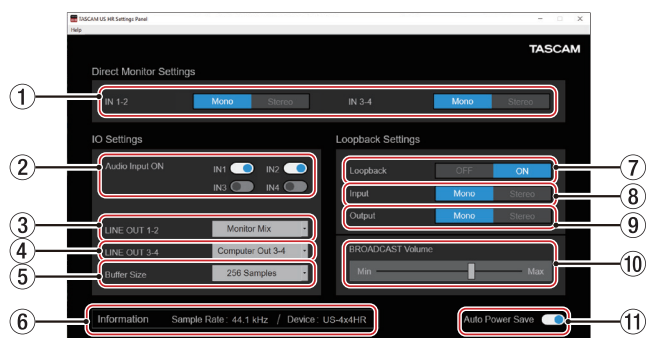 TASCAM US-HR Settings Panel
Help
TASCAM
Direct Monitor Settings
① IN 1-2 Mono Stereo IN 3-4 Mono Stereo
IO Settings Loopback Settings
② Audio Input ON IN1 IN2
IN3 IN4
Loopback OFF ON ⑦
Input Mono Stereo ⑧
Output Mono Stereo ⑨
③ LINE OUT 1-2 Monitor Mix
④ LINE OUT 3-4 Computer Out 3-4
⑤ Buffer Size 256 Samples
BROADCAST Volume
Min Max ⑩
⑥ Information Sample Rate : 44.1 kHz / Device : US-4x4HR
Auto Power Save ⑪